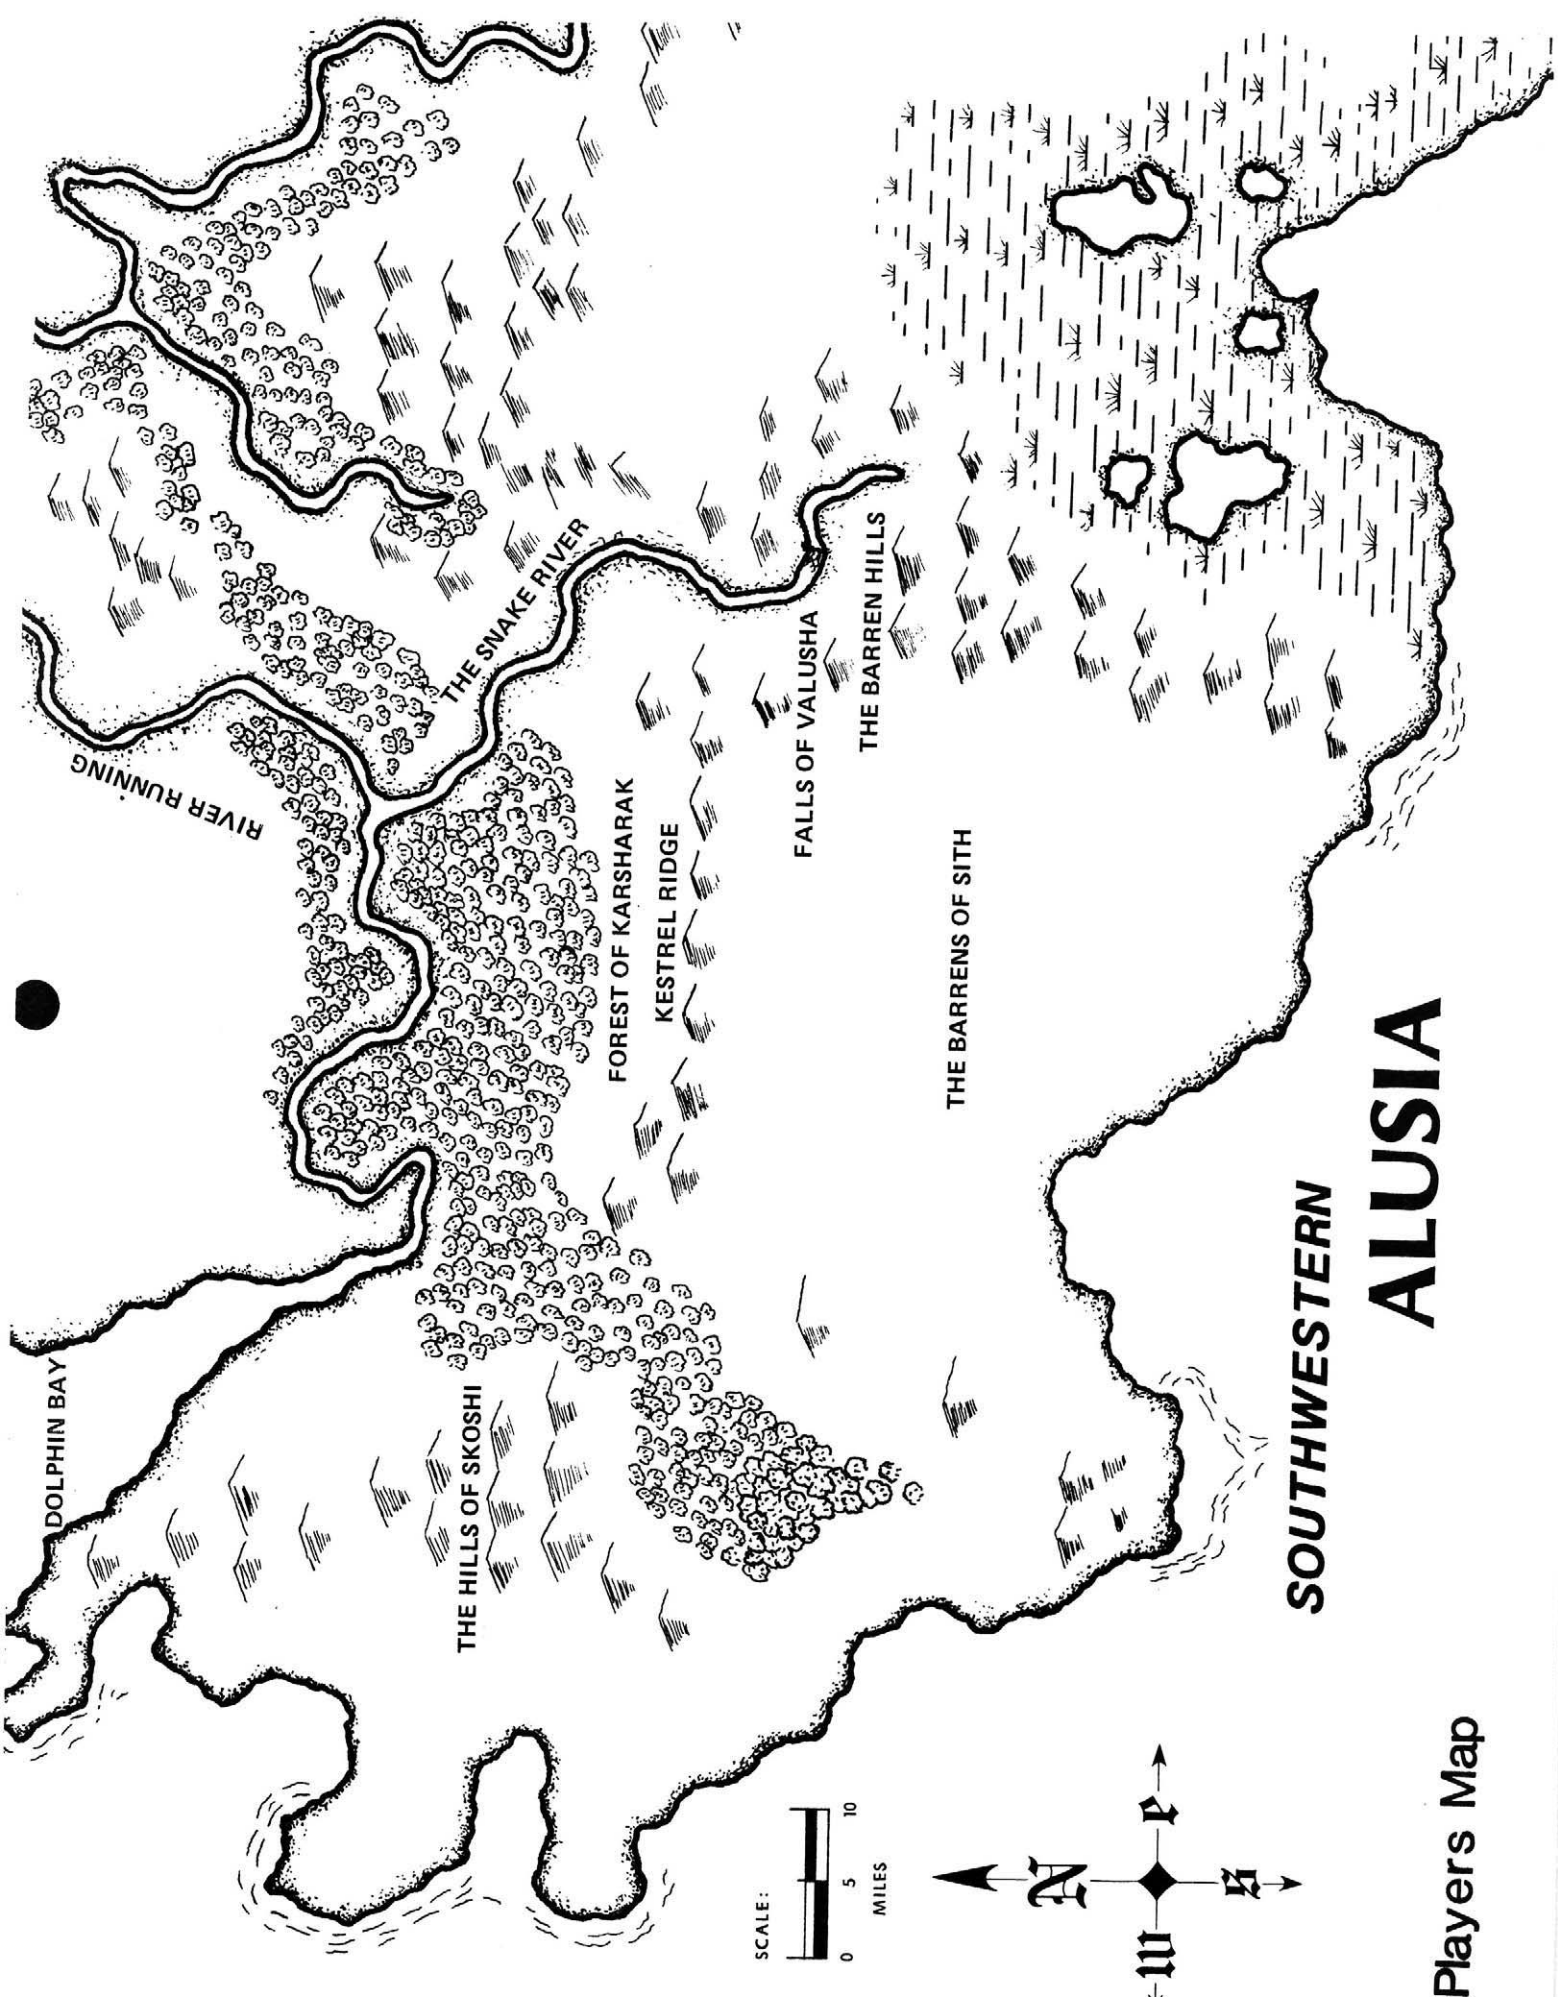 DOLPHIN BAY
RIVER RUNNING
THE SNAKE RIVER
THE HILLS OF SKOSHI
FOREST OF KARSHARAK
KESTREL RIDGE
FALLS OF VALUSHA
THE BARREN HILLS
THE BARRENS OF SITH
SCALE:
0 5 10
MILES
N
W e
S
SOUTHWESTERN
ALUSIA
Players Map